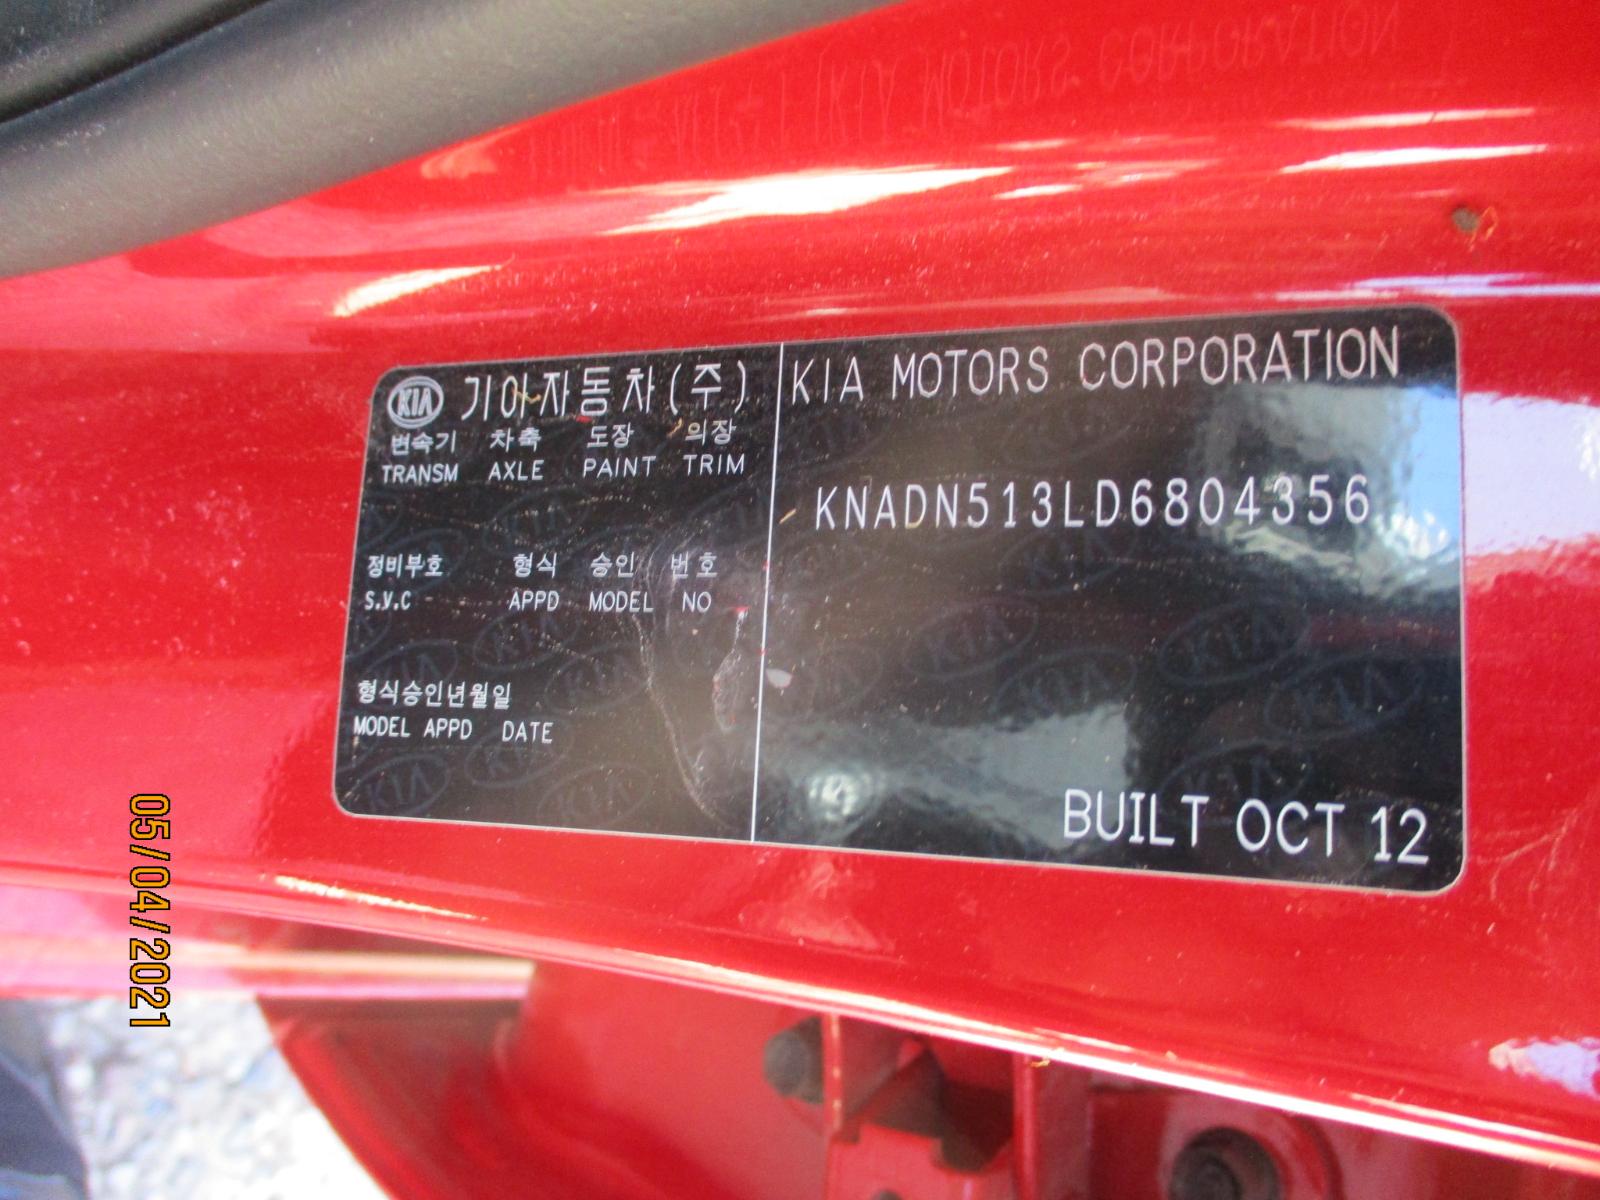 KIA 기아자동차(주) KIA MOTORS CORPORATION
변속기 차축 도장 의장
TRANSM AXLE PAINT TRIM
KNADN513LD6804356
정비부호 형식 승인 번호
S.V.C APPD MODEL NO
형식승인년월일
MODEL APPD DATE
BUILT OCT 12
05/04/2021